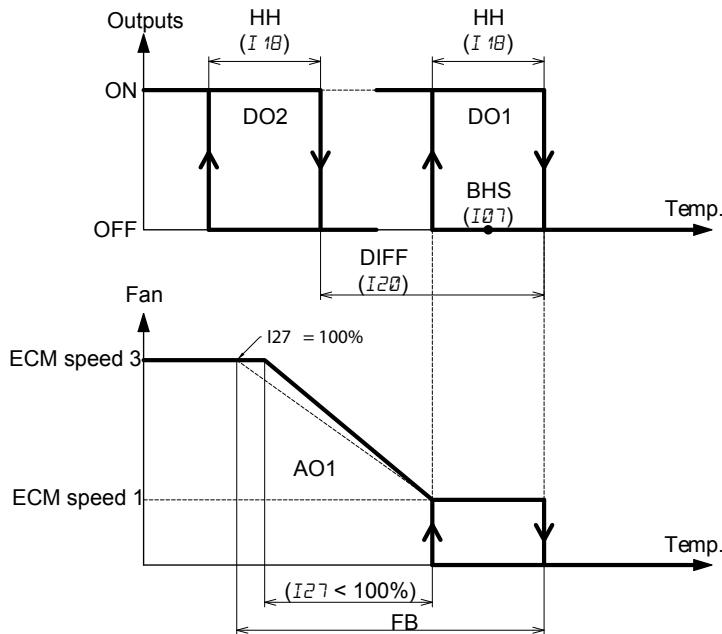 Outputs
HH
(I18)
HH
(I18)
ON
DO2
DO1
BHS
(I07)
Temp.
OFF
DIFF
(I20)
Fan
I27 = 100%
ECM speed 3
AO1
ECM speed 1
Temp.
(I27 < 100%)
FB